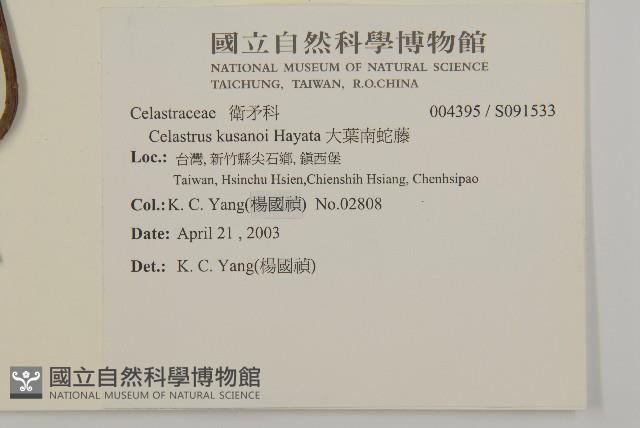 國立自然科學博物館
NATIONAL MUSEUM OF NATURAL SCIENCE
TAICHUNG, TAIWAN, R.O.CHINA
Celastraceae 衛矛科 004395 / S091533
Celastrus kusanoi Hayata 大葉南蛇藤
Loc.: 台灣, 新竹縣尖石鄉, 鎮西堡
Taiwan, Hsinchu Hsien,Chienshih Hsiang, Chenhsipao
Col.: K. C. Yang(楊國禎) No.02808
Date: April 21 , 2003
Det.: K. C. Yang(楊國禎)
國立自然科學博物館
NATIONAL MUSEUM OF NATURAL SCIENCE